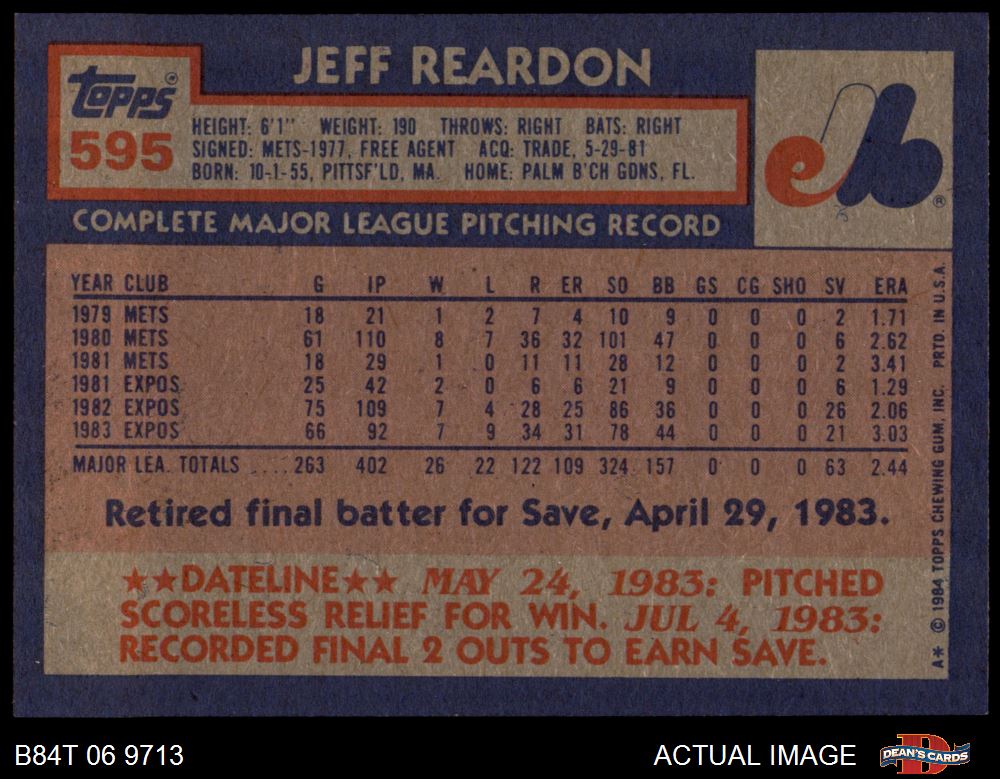 JEFF REARDON
Topps®
595
HEIGHT: 6'1" WEIGHT: 190 THROWS: RIGHT BATS: RIGHT
SIGNED: METS-1977, FREE AGENT ACQ: TRADE, 5-29-81
BORN: 10-1-55, PITTSF'LD, MA. HOME: PALM B'CH GDNS, FL.
eb®
COMPLETE MAJOR LEAGUE PITCHING RECORD
YEAR CLUB G IP W L R ER SO BB GS CG SHO SV ERA
1979 METS 18 21 1 2 7 4 10 9 0 0 0 2 1.71
1980 METS 61 110 8 7 36 32 101 47 0 0 0 6 2.62
1981 METS 18 29 1 0 11 11 28 12 0 0 0 2 3.41
1981 EXPOS 25 42 2 0 6 6 21 9 0 0 0 6 1.29
1982 EXPOS 75 109 7 4 28 25 86 36 0 0 0 26 2.06
1983 EXPOS 66 92 7 9 34 31 78 44 0 0 0 21 3.03
MAJOR LEA. TOTALS ....263 402 26 22 122 109 324 157 0 0 0 63 2.44
Retired final batter for Save, April 29, 1983.
★★DATELINE★★ MAY 24, 1983: PITCHED
SCORELESS RELIEF FOR WIN. JUL 4, 1983:
RECORDED FINAL 2 OUTS TO EARN SAVE.
A* © 1984 TOPPS CHEWING GUM, INC. PRTD. IN U.S.A.
B84T 06 9713
ACTUAL IMAGE
DEAN'S CARDS